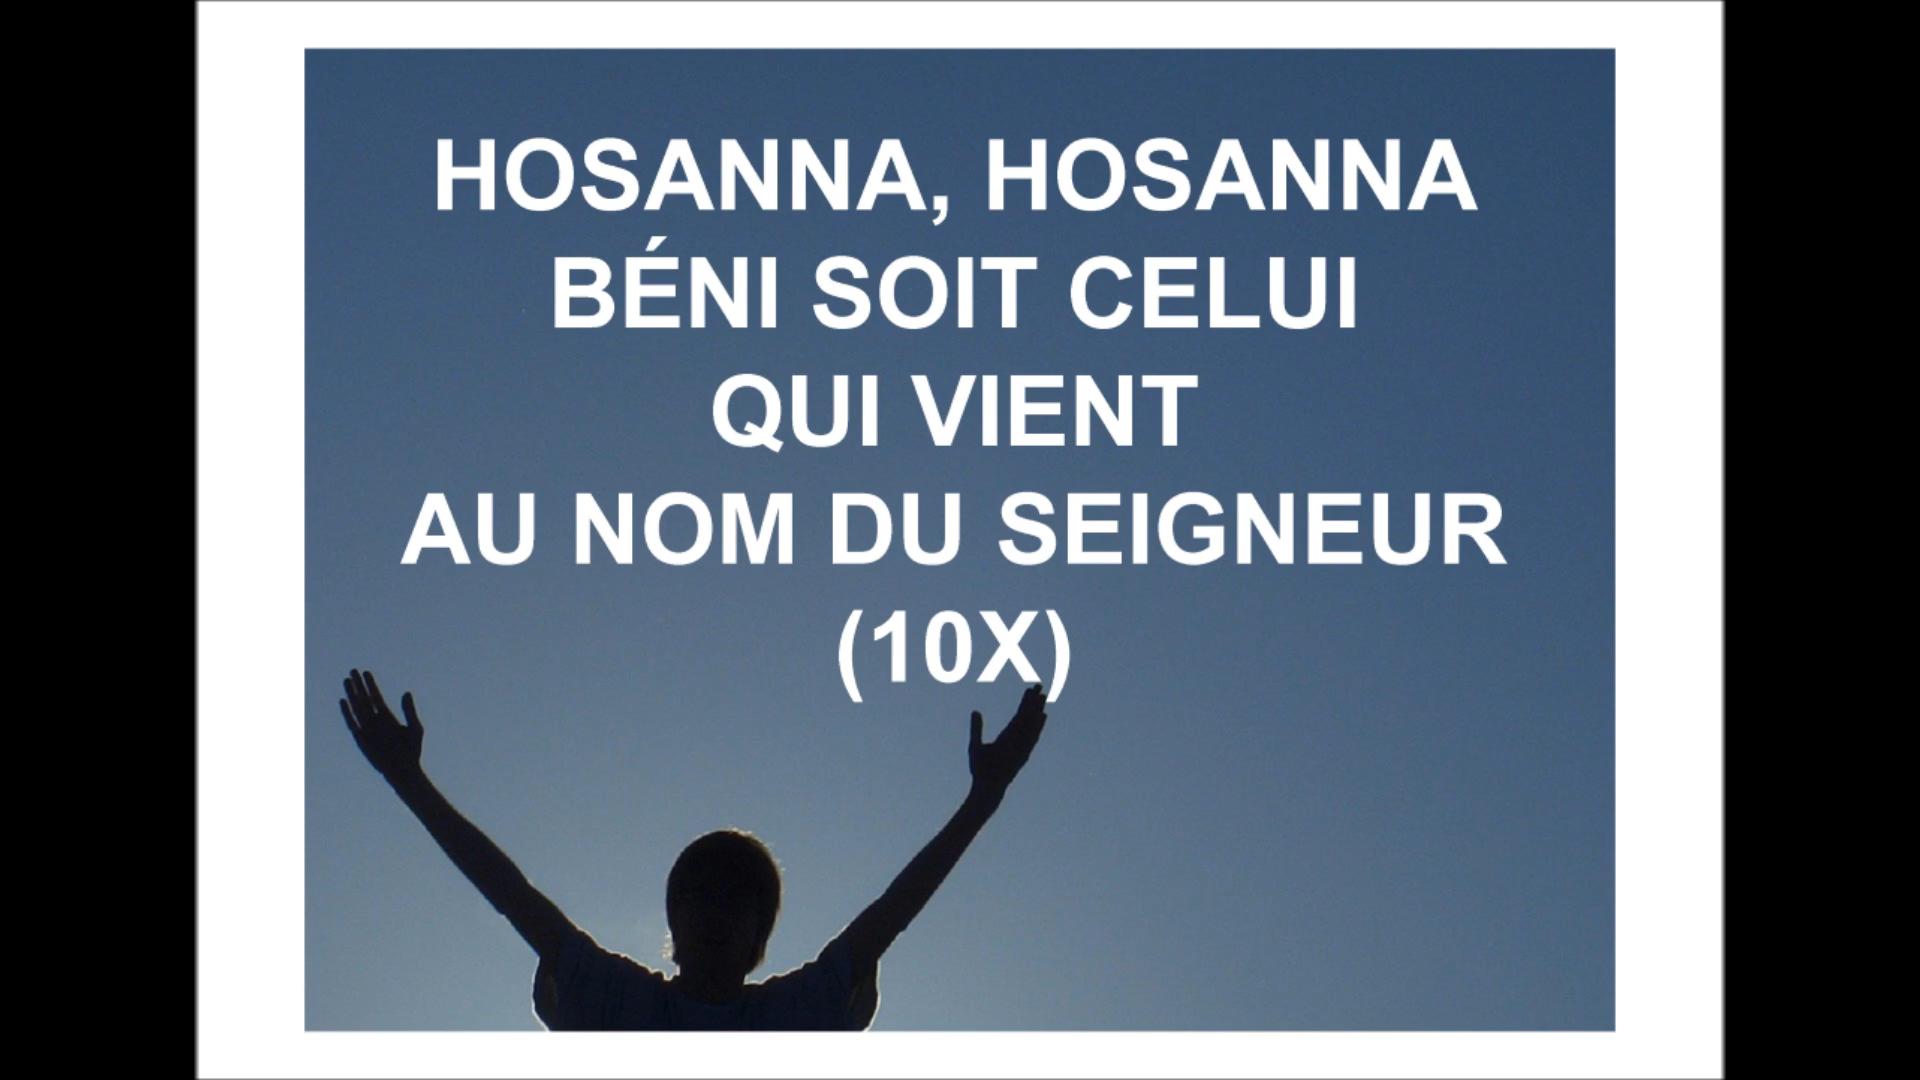 HOSANNA, HOSANNA
BÉNI SOIT CELUI
QUI VIENT
AU NOM DU SEIGNEUR
(10X)